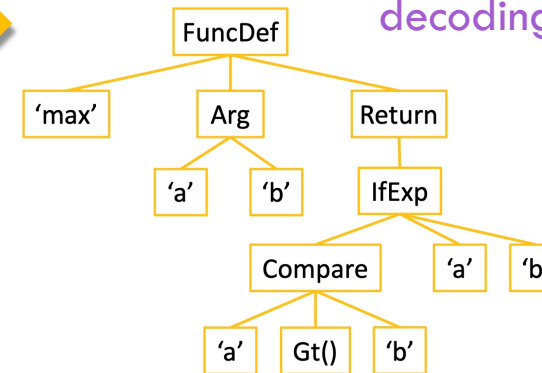 decoding
FuncDef
‘max’ Arg Return
‘a’ ‘b’ IfExp
Compare ‘a’ ‘b
‘a’ Gt() ‘b’